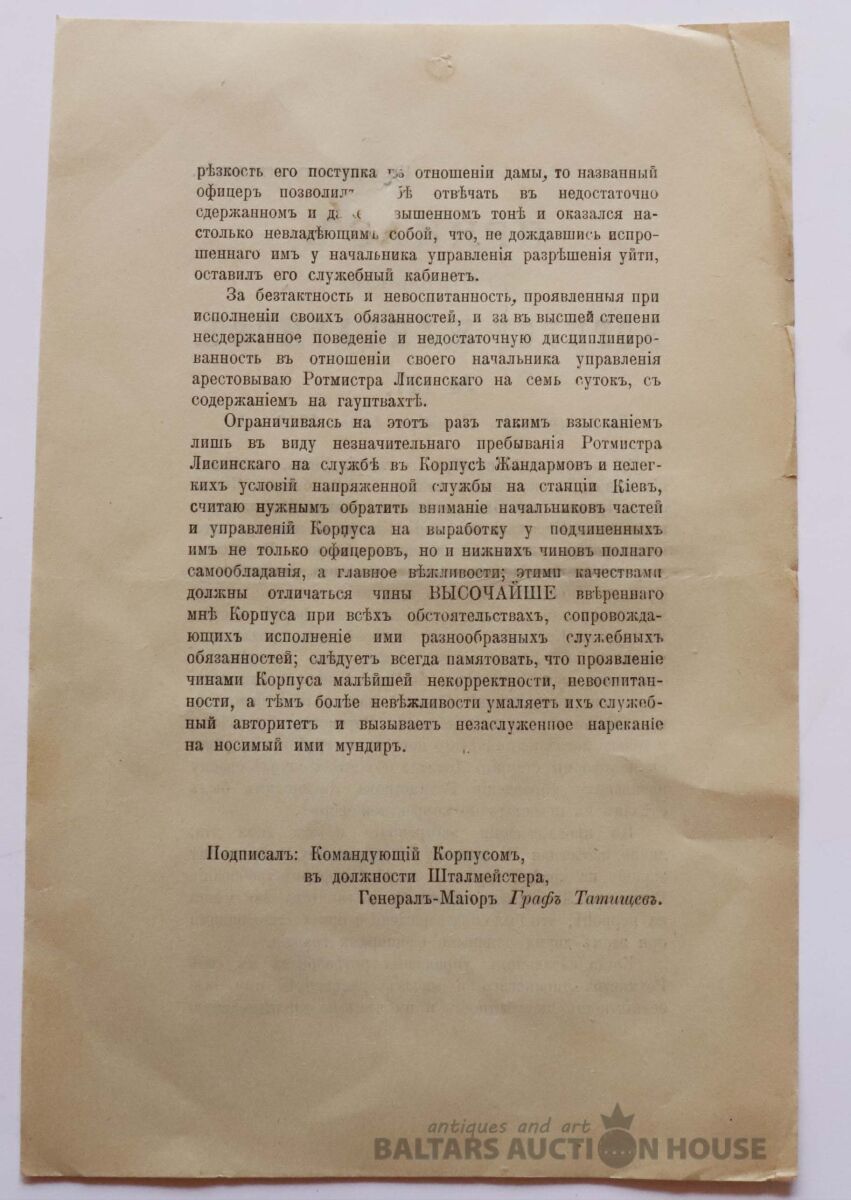 рѣзкость его поступка въ отношеніи дамы, то названный
офицеръ позволилъ отвѣчать въ недостаточно
сдержанномъ и тонѣ и оказался на-
столько невладѣющимъ собой, что, не дождавшись испро-
шеннаго имъ у начальника управленія разрѣшенія уйти,
оставилъ его служебный кабинетъ.
За безтактность и невоспитанность, проявленныя при
исполненіи своихъ обязанностей, и за въ высшей степени
несдержанное поведеніе и недостаточную дисциплиниро-
ванность въ отношеніи своего начальника управленія
арестовываю Ротмистра Лисинскаго на семь сутокъ, съ
содержаніемъ на гауптвахтѣ.
Ограничиваясь на этотъ разъ такимъ взысканіемъ
лишь въ виду незначительнаго пребыванія Ротмистра
Лисинскаго на службѣ въ Корпусѣ Жандармовъ и нелег-
кихъ условій напряженной службы на станціи Кіевъ,
считаю нужнымъ обратить вниманіе начальниковъ частей
и управленій Корпуса на выработку у подчиненныхъ
имъ не только офицеровъ, но и нижнихъ чиновъ полнаго
самообладанія, а главное вѣжливости; этими качествами
должны отличаться чины ВЫСОЧАЙШЕ ввѣреннаго
мнѣ Корпуса при всѣхъ обстоятельствахъ, сопровожда-
ющихъ исполненіе ими разнообразныхъ служебныхъ
обязанностей; слѣдуетъ всегда памятовать, что проявленіе
чинами Корпуса малѣйшей некорректности, невоспитан-
ности, а тѣмъ болѣе невѣжливости умаляетъ ихъ служеб-
ный авторитетъ и вызываетъ незаслуженное нареканіе
на носимый ими мундиръ.
Подписалъ: Командующій Корпусомъ,
въ должности Шталмейстера,
Генералъ-Маіоръ Графъ Татищевъ.
antiques and art
BALTARS AUCTION HOUSE